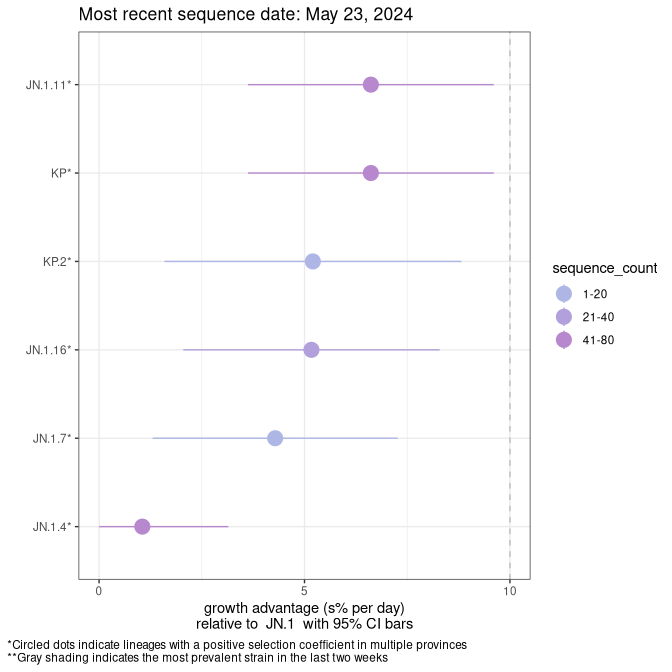 Most recent sequence date: May 23, 2024
JN.1.11*
KP*
KP.2*
JN.1.16*
JN.1.7*
JN.1.4*
0 5 10
growth advantage (s% per day)
relative to JN.1 with 95% CI bars
sequence_count
1-20
21-40
41-80
*Circled dots indicate lineages with a positive selection coefficient in multiple provinces
**Gray shading indicates the most prevalent strain in the last two weeks